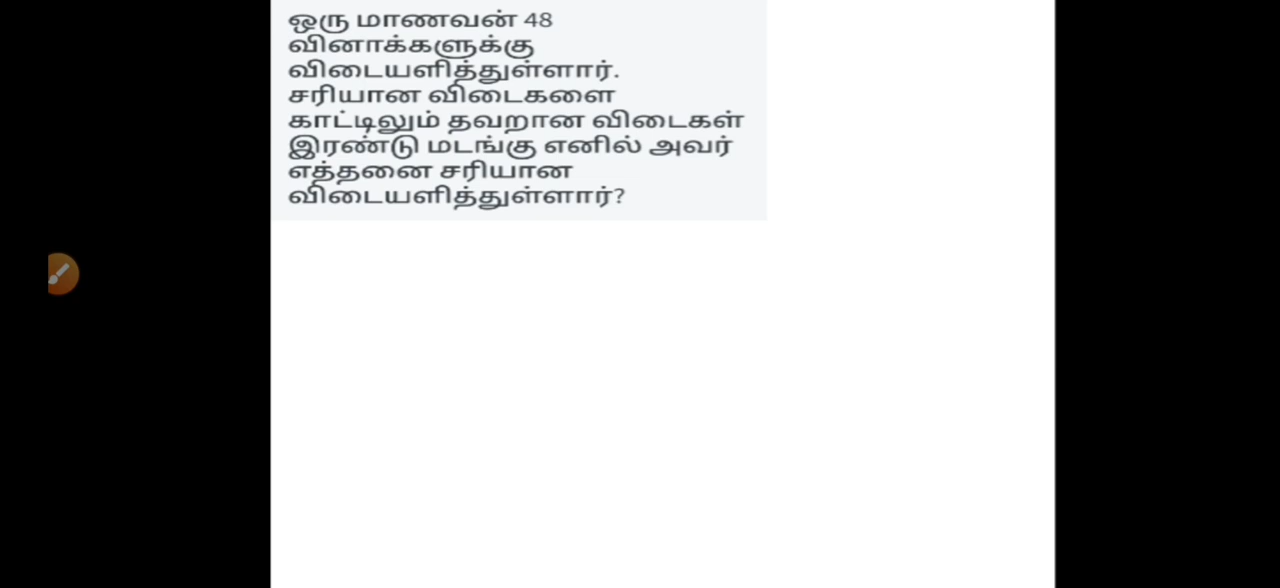 ஒரு மாணவன் 48
வினாக்களுக்கு
விடையளித்துள்ளார்.
சரியான விடைகளை
காட்டிலும் தவறான விடைகள்
இரண்டு மடங்கு எனில் அவர்
எத்தனை சரியான
விடையளித்துள்ளார்?